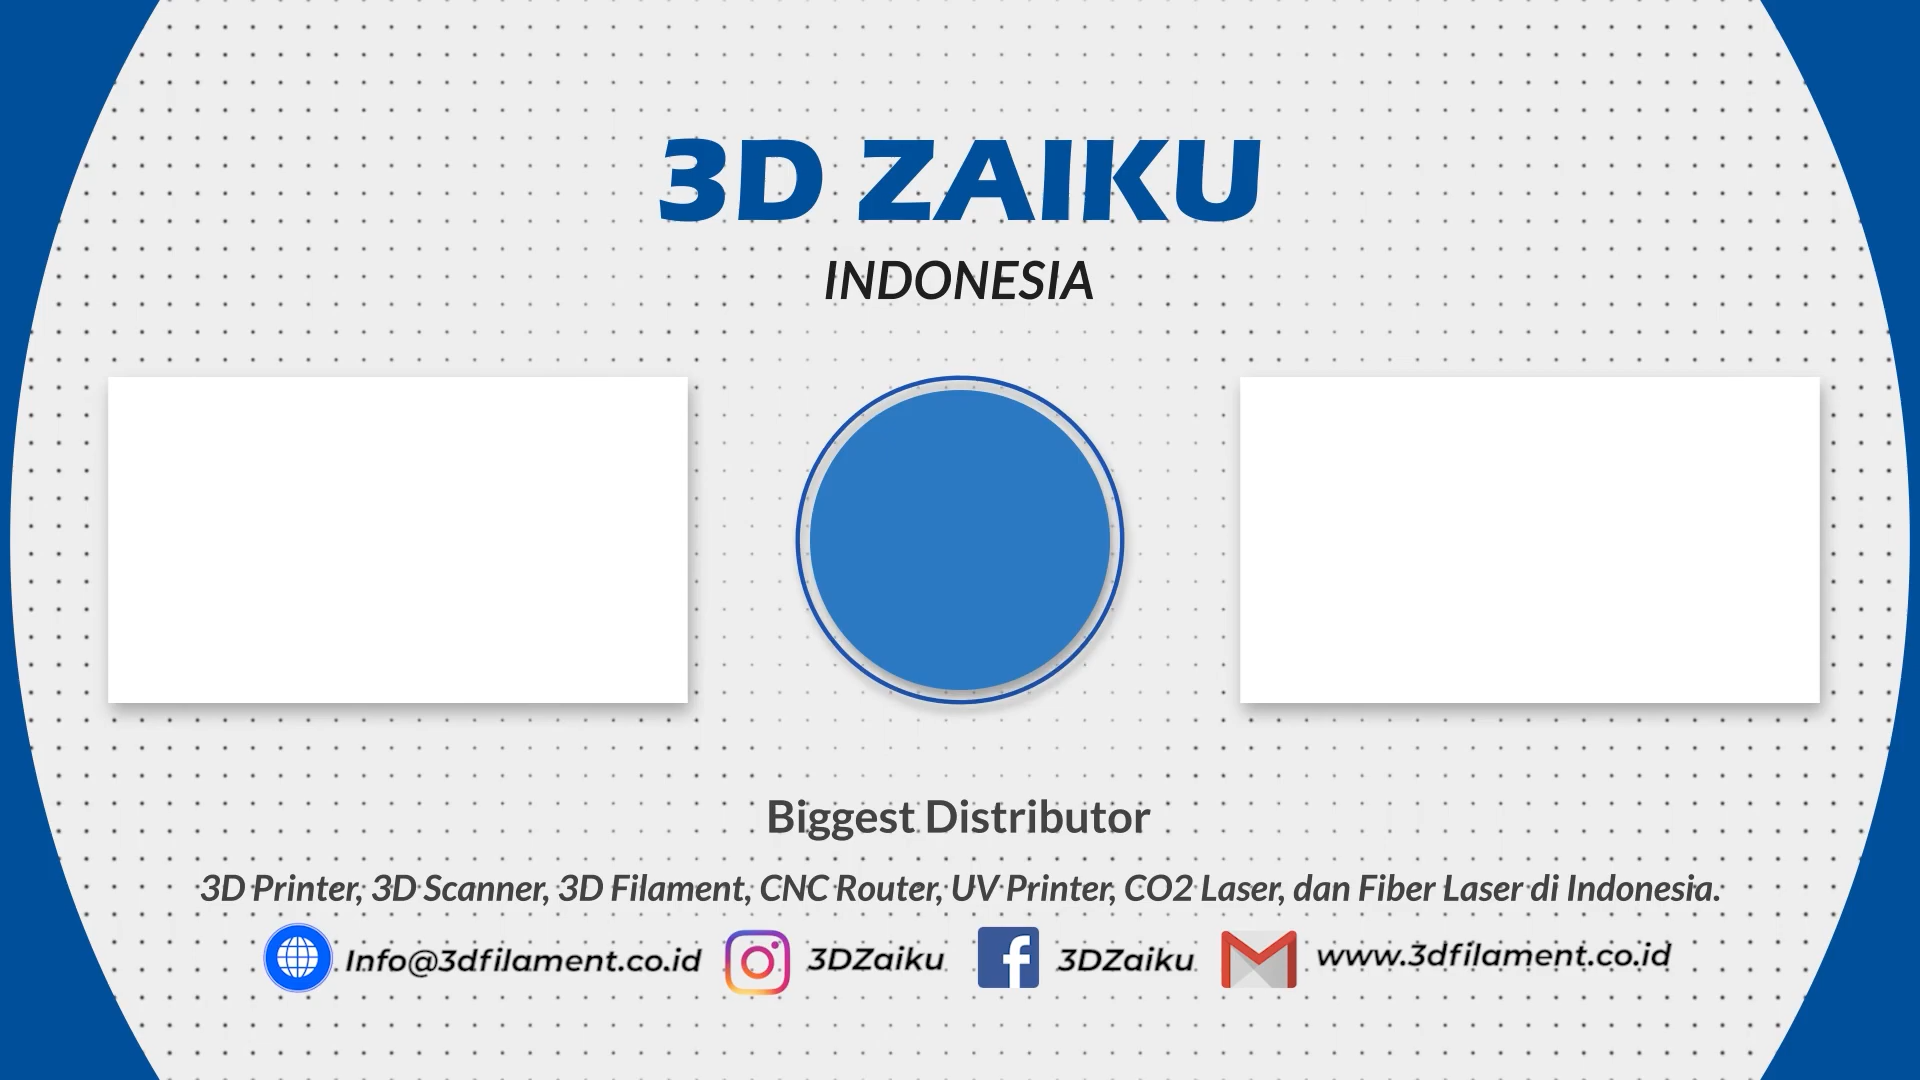 3D ZAIKU
INDONESIA
Biggest Distributor
3D Printer, 3D Scanner, 3D Filament, CNC Router, UV Printer, CO2 Laser, dan Fiber Laser di Indonesia.
Info@3dfilament.co.id 3DZaiku 3DZaiku www.3dfilament.co.id